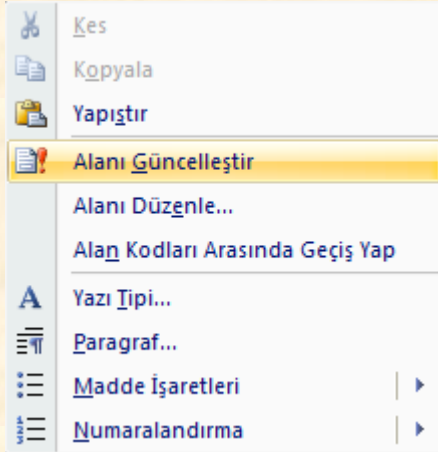 Kes
Kopyala
Yapıştır
Alanı Güncelleştir
Alanı Düzenle...
Alan Kodları Arasında Geçiş Yap
Yazı Tipi...
Paragraf...
Madde İşaretleri
Numaralandırma